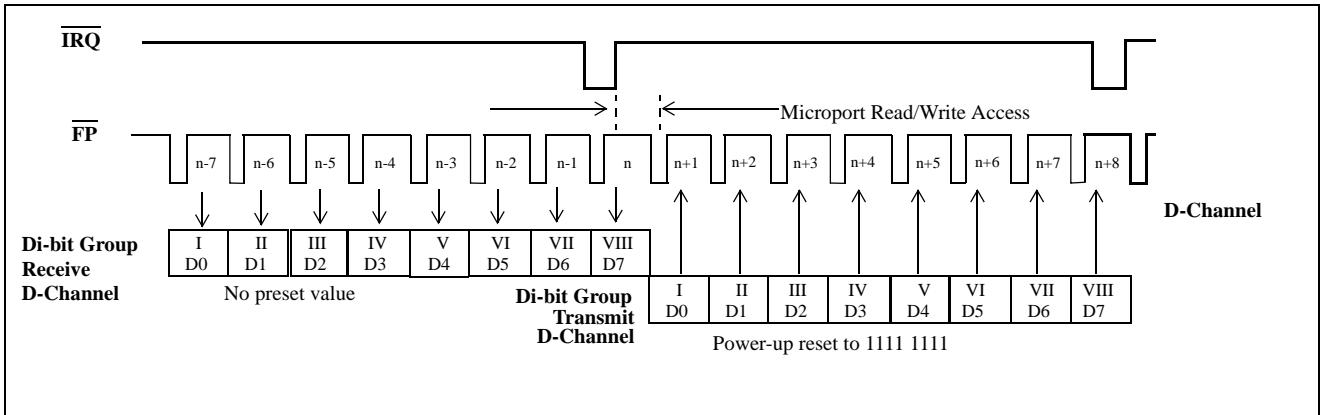 IRQ
Microport Read/Write Access
FP
n-7 n-6 n-5 n-4 n-3 n-2 n-1 n n+1 n+2 n+3 n+4 n+5 n+6 n+7 n+8
D-Channel
Di-bit Group
Receive
D-Channel
I II III IV V VI VII VIII
D0 D1 D2 D3 D4 D5 D6 D7
No preset value
Di-bit Group
Transmit
D-Channel
I II III IV V VI VII VIII
D0 D1 D2 D3 D4 D5 D6 D7
Power-up reset to 1111 1111